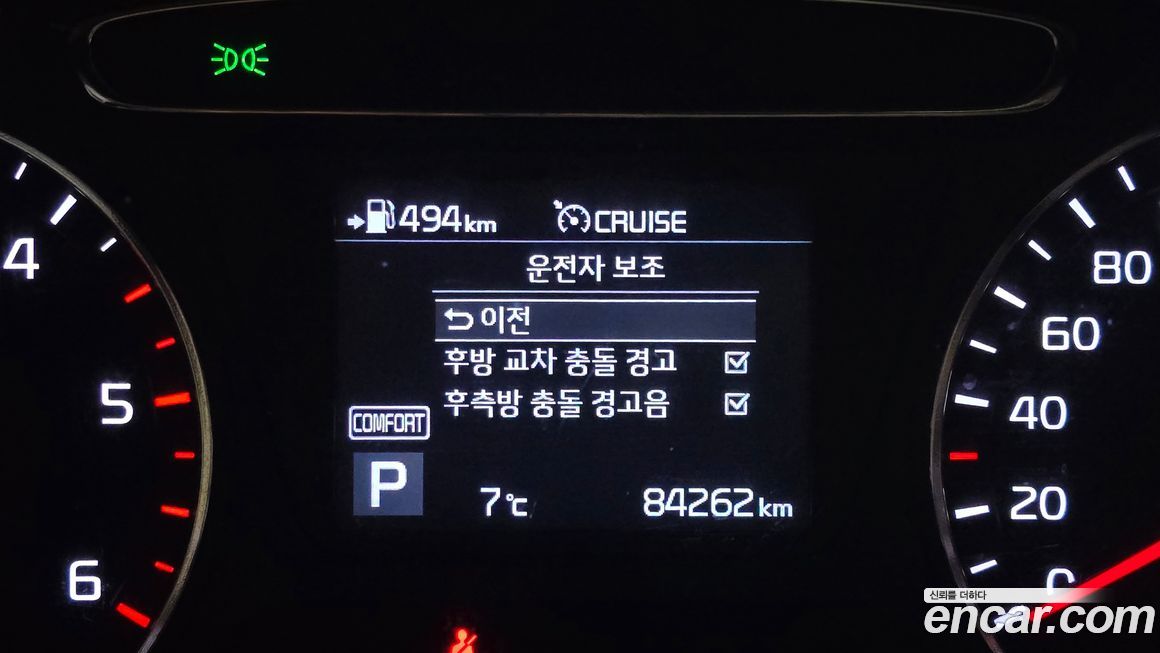 494km CRUISE
운전자 보조
이전
후방 교차 충돌 경고
후측방 충돌 경고음
COMFORT
P
7℃ 84262km
4
5
6
80
60
40
20
0
신뢰를 더하다
encar.com